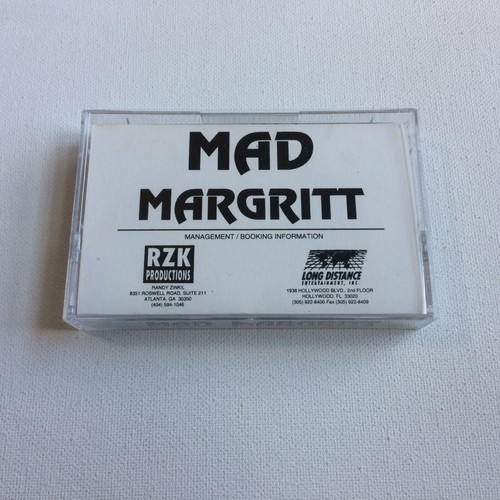 MAD
MARGRITT
MANAGEMENT / BOOKING INFORMATION
RZK
PRODUCTIONS
RANDY ZINKIL
8351 ROSWELL ROAD, SUITE 211
ATLANTA, GA 30350
(404) 594-1046
LONG DISTANCE
ENTERTAINMENT, INC.
1938 HOLLYWOOD BLVD., 2nd FLOOR
HOLLYWOOD, FL 33020
(305) 922-8400 Fax (305) 922-8409
MAD MARGRITT